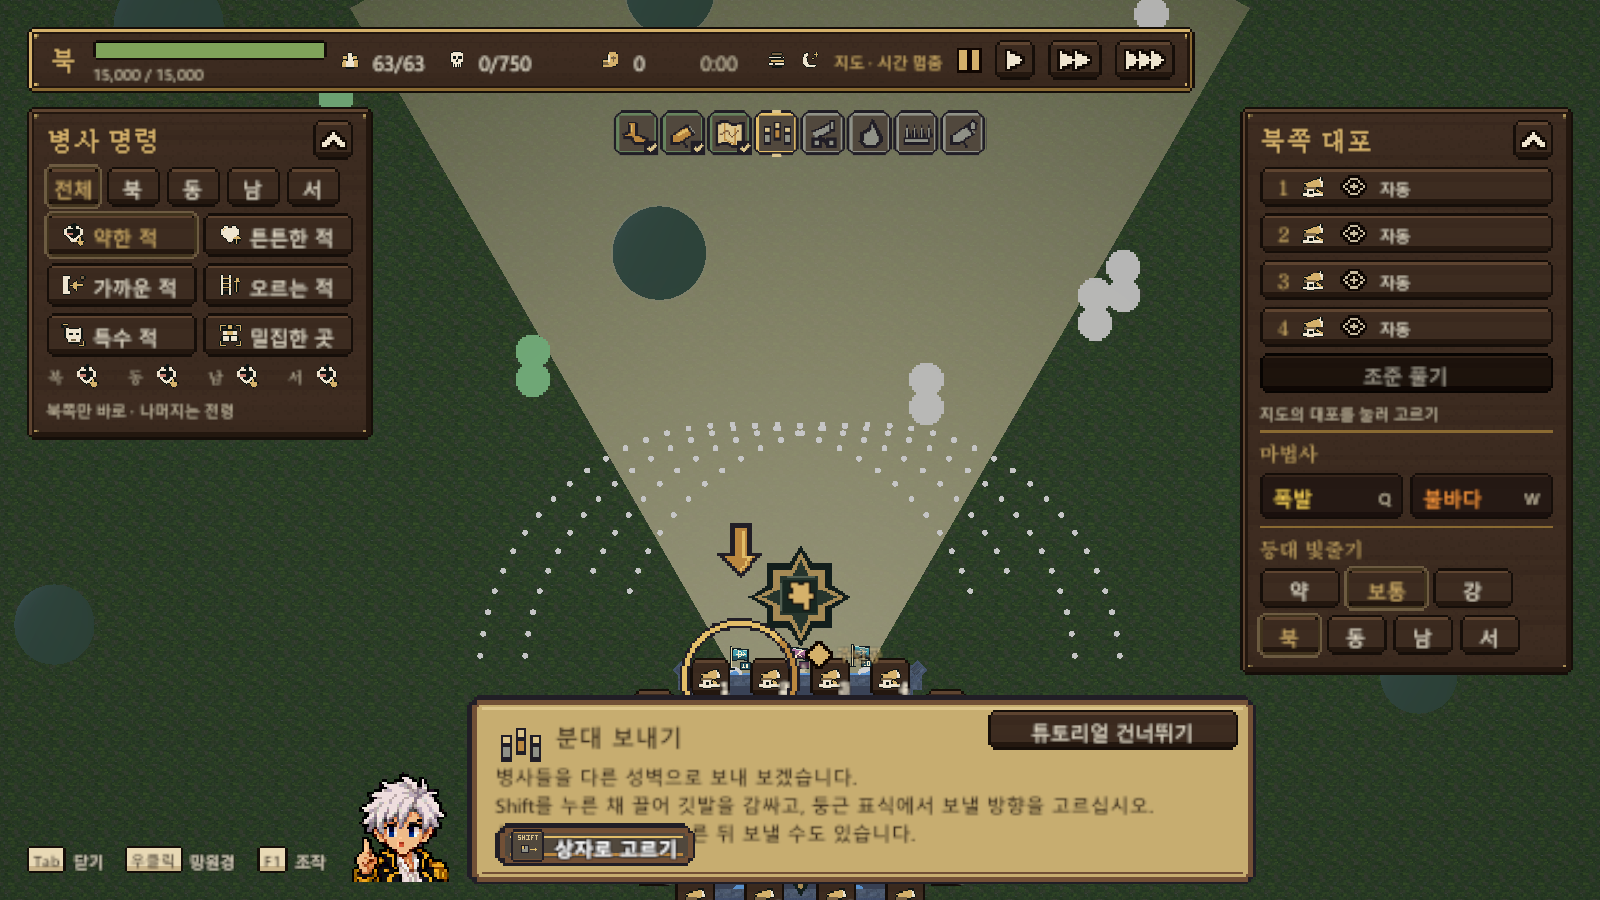 북
15,000 / 15,000
63/63
0/750
0
0:00
지도 · 시간 멈춤
병사 명령
전체
북
동
남
서
약한 적
튼튼한 적
가까운 적
오르는 적
특수 적
밀집한 곳
북
동
남
서
북쪽만 바로 · 나머지는 전령
북쪽 대포
1 자동
2 자동
3 자동
4 자동
조준 풀기
지도의 대포를 눌러 고르기
마법사
폭발 Q
불바다 W
등대 빛줄기
약
보통
강
북
동
남
서
분대 보내기
튜토리얼 건너뛰기
병사들을 다른 성벽으로 보내 보겠습니다.
Shift를 누른 채 끌어 깃발을 감싸고, 둥근 표식에서 보낼 방향을 고르십시오.
른 뒤 보낼 수도 있습니다.
SHIFT
상자로 고르기
Tab 닫기
우클릭 망원경
F1 조작